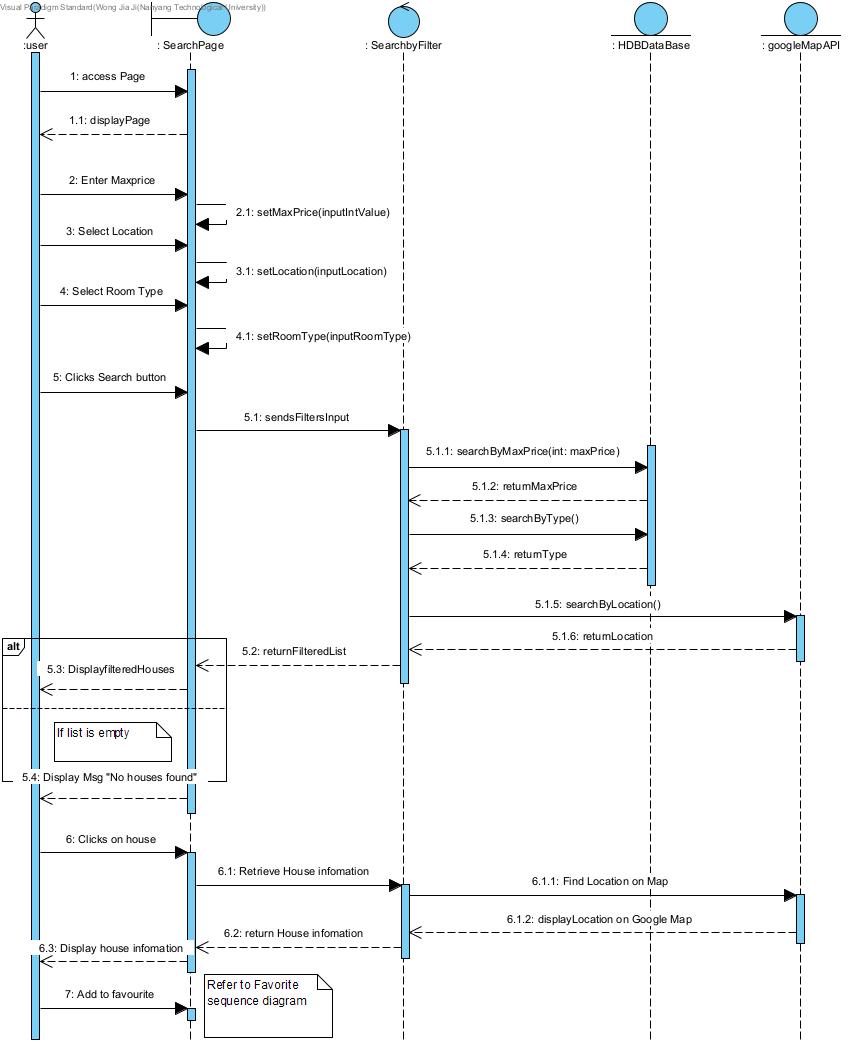 Visual Paradigm Standard(Wong Jia Ji(Nanyang Technological University))
:user
: SearchPage
: SearchbyFilter
: HDBDataBase
: googleMapAPI
1: access Page
1.1: displayPage
2: Enter Maxprice
2.1: setMaxPrice(inputIntValue)
3: Select Location
3.1: setLocation(inputLocation)
4: Select Room Type
4.1: setRoomType(inputRoomType)
5: Clicks Search button
5.1: sendsFiltersInput
5.1.1: searchByMaxPrice(int: maxPrice)
5.1.2: returnMaxPrice
5.1.3: searchByType()
5.1.4: returnType
5.1.5: searchByLocation()
5.1.6: returnLocation
alt
5.2: returnFilteredList
5.3: DisplayfilteredHouses
If list is empty
5.4: Display Msg "No houses found"
6: Clicks on house
6.1: Retrieve House infomation
6.1.1: Find Location on Map
6.1.2: displayLocation on Google Map
6.2: return House infomation
6.3: Display house infomation
7: Add to favourite
Refer to Favorite
sequence diagram